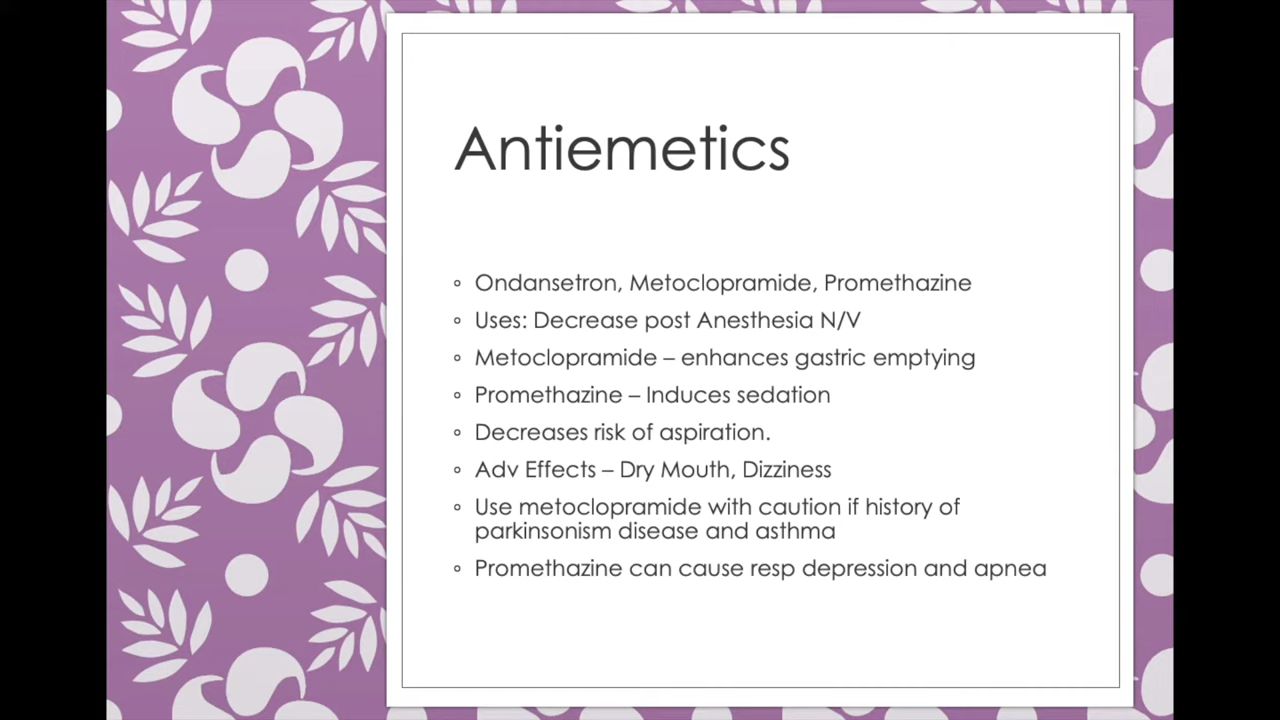 Antiemetics
◦ Ondansetron, Metoclopramide, Promethazine
◦ Uses: Decrease post Anesthesia N/V
◦ Metoclopramide – enhances gastric emptying
◦ Promethazine – Induces sedation
◦ Decreases risk of aspiration.
◦ Adv Effects – Dry Mouth, Dizziness
◦ Use metoclopramide with caution if history of
parkinsonism disease and asthma
◦ Promethazine can cause resp depression and apnea